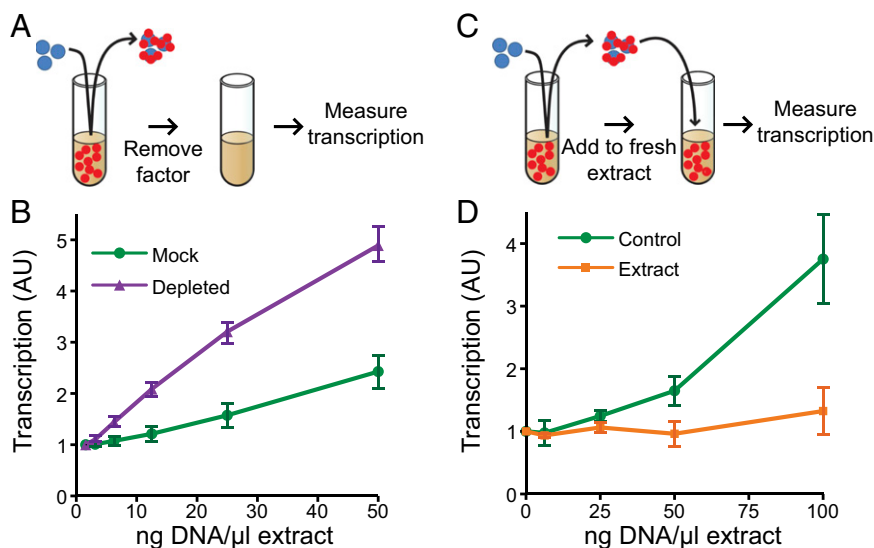 A
Remove
factor
Measure
transcription
B
Transcription (AU)
5
4
3
2
1
0
Mock
Depleted
0
10
20
30
40
50
ng DNA/µl extract
C
Add to fresh
extract
Measure
transcription
D
Transcription (AU)
4
3
2
1
0
Control
Extract
0
25
50
75
100
ng DNA/µl extract